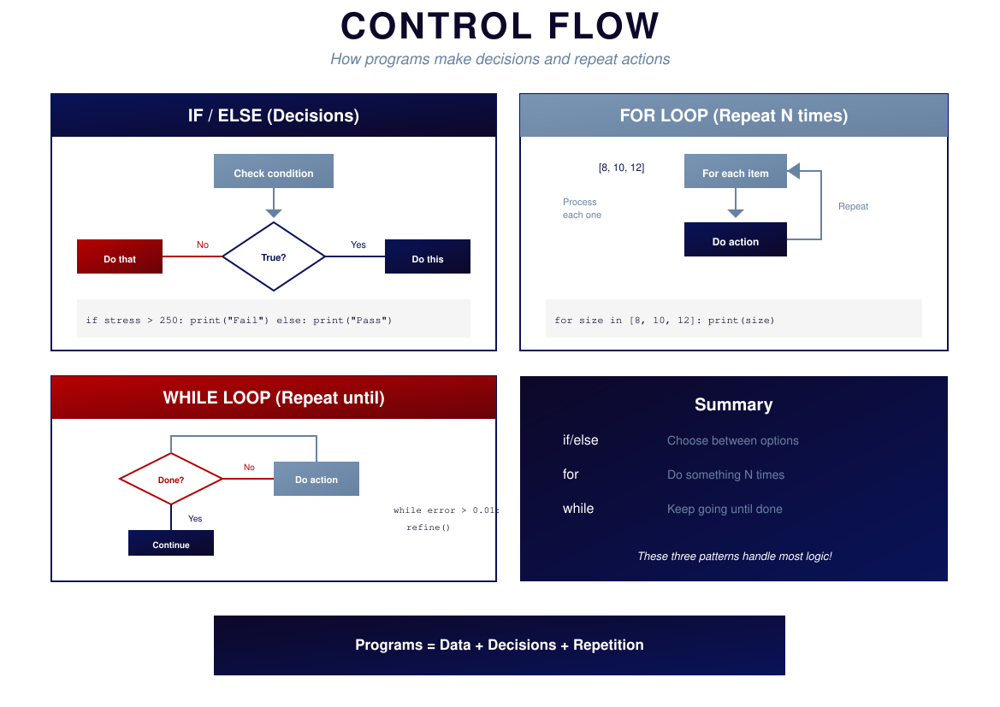 CONTROL FLOW
How programs make decisions and repeat actions
IF / ELSE (Decisions)
Check condition
No
Yes
Do that
True?
Do this
if stress > 250: print("Fail") else: print("Pass")
FOR LOOP (Repeat N times)
[8, 10, 12]
For each item
Process
each one
Repeat
Do action
for size in [8, 10, 12]: print(size)
WHILE LOOP (Repeat until)
Done?
No
Do action
Yes
Continue
while error > 0.01:
refine()
Summary
if/else Choose between options
for Do something N times
while Keep going until done
These three patterns handle most logic!
Programs = Data + Decisions + Repetition